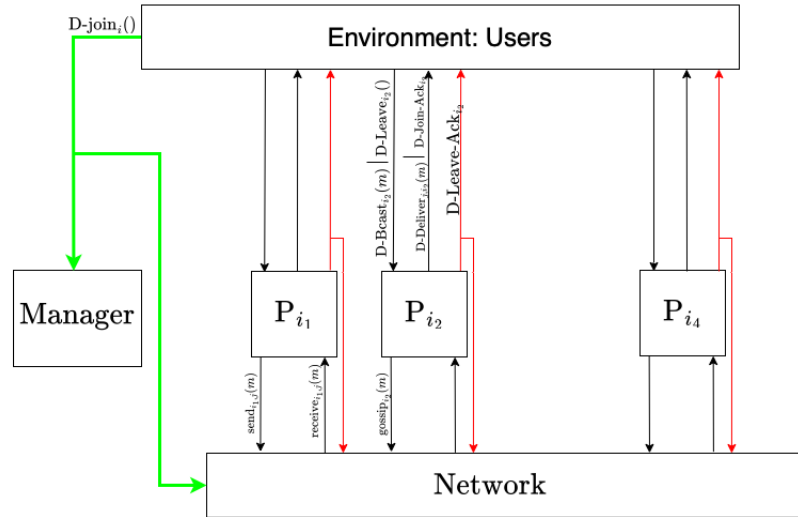 D-join_i()
Environment: Users
D-Bcast_{i_2}(m) | D-Leave_{i_2}()
D-Deliver_{j,i_2}(m) | D-Join-Ack_{i_2}
D-Leave-Ack_{i_2}
Manager
P_{i_1}
P_{i_2}
P_{i_4}
send_{i_1,j}(m)
receive_{i_1,j}(m)
gossip_{i_2}(m)
Network